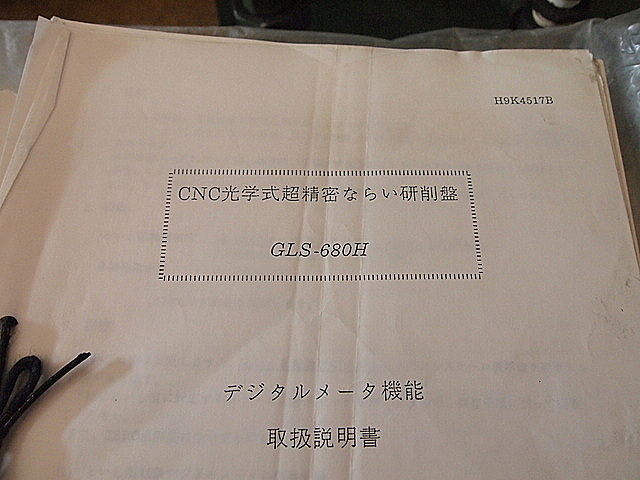 H9K4517B
CNC光学式超精密ならい研削盤
GLS-680H
デジタルメータ機能
取扱説明書